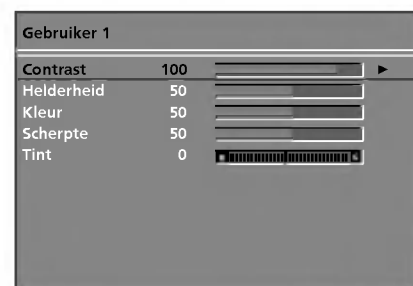 Gebruiker 1
Contrast 100
Helderheid 50
Kleur 50
Scherpte 50
Tint 0